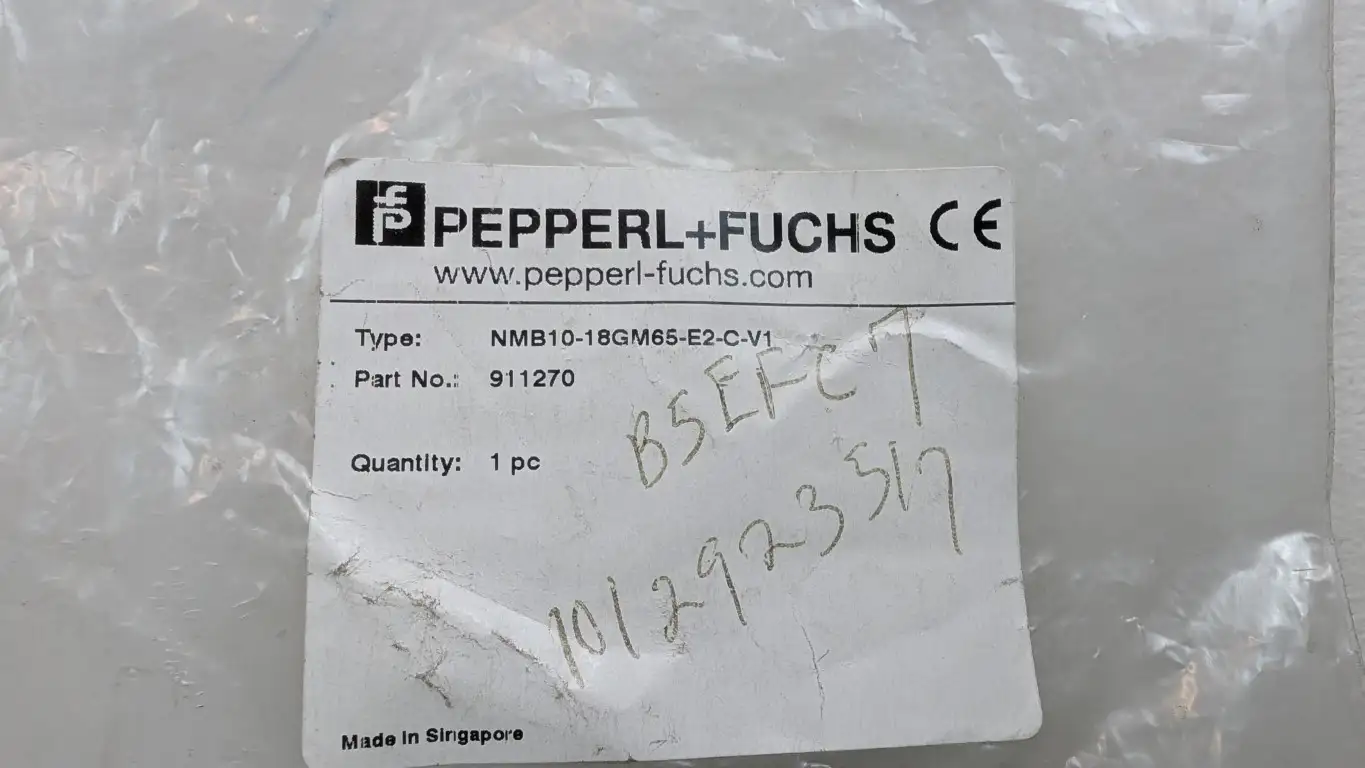 PEPPERL+FUCHS CE
www.pepperl-fuchs.com
Type: NMB10-18GM65-E2-C-V1
Part No.: 911270
B5EFC7
Quantity: 1 pc
1012923517
Made in Singapore